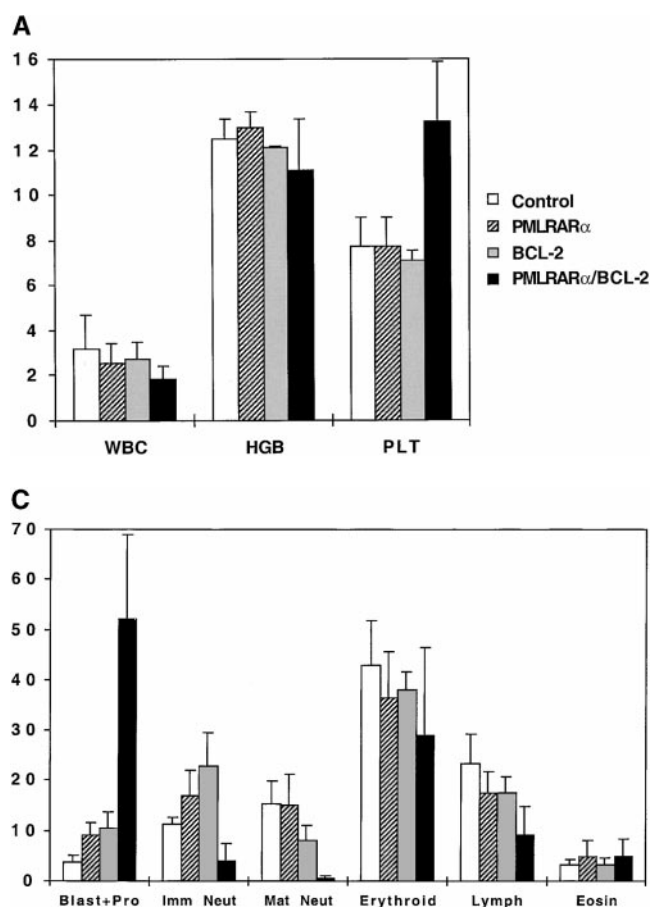 A
16
14
12
10
8
6
4
2
0
WBC HGB PLT
Control
PMLRARα
BCL-2
PMLRARα/BCL-2
C
70
60
50
40
30
20
10
0
Blast+Pro Imm Neut Mat Neut Erythroid Lymph Eosin